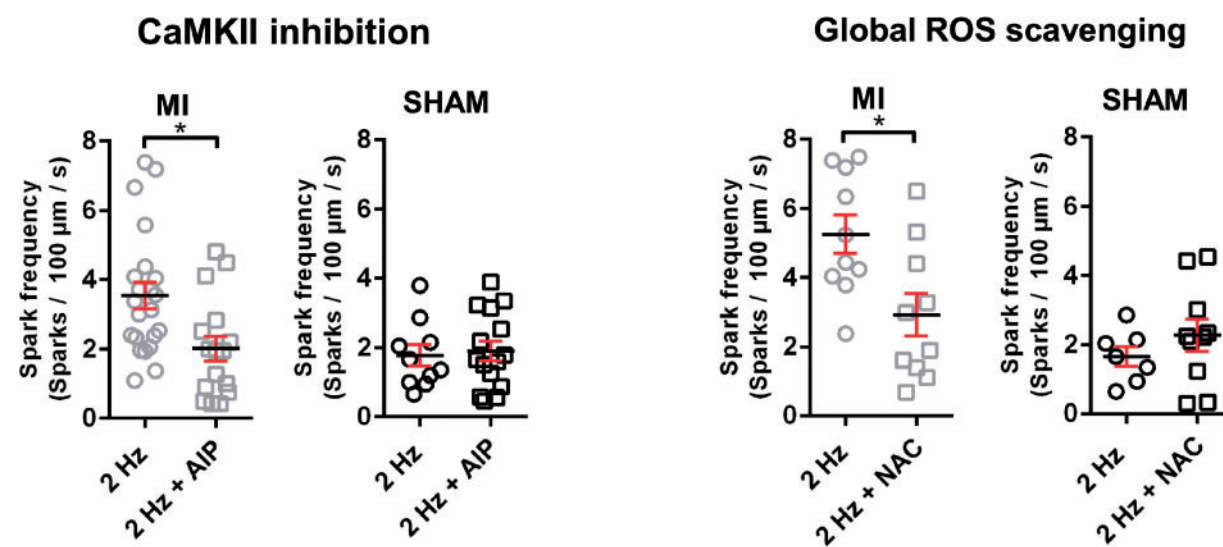 CaMKII inhibition
MI
*
Spark frequency
(Sparks / 100 µm / s)
8
6
4
2
0
2 Hz
2 Hz + AIP
SHAM
Spark frequency
(Sparks / 100 µm / s)
8
6
4
2
0
2 Hz
2 Hz + AIP
Global ROS scavenging
MI
*
Spark frequency
(Sparks / 100 µm / s)
8
6
4
2
0
2 Hz
2 Hz + NAC
SHAM
Spark frequency
(Sparks / 100 µm / s)
8
6
4
2
0
2 Hz
2 Hz + NAC